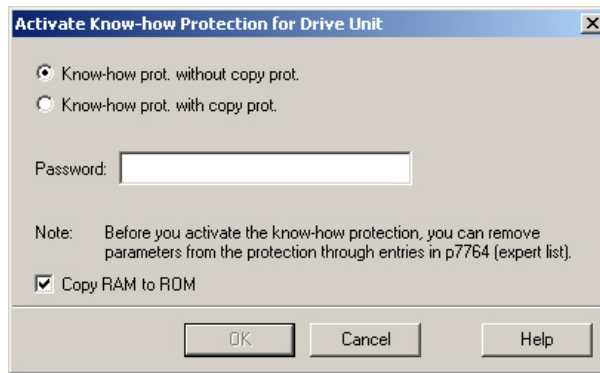 Activate Know-how Protection for Drive Unit
Know-how prot. without copy prot.
Know-how prot. with copy prot.
Password:
Note: Before you activate the know-how protection, you can remove
parameters from the protection through entries in p7764 (expert list).
Copy RAM to ROM
OK Cancel Help